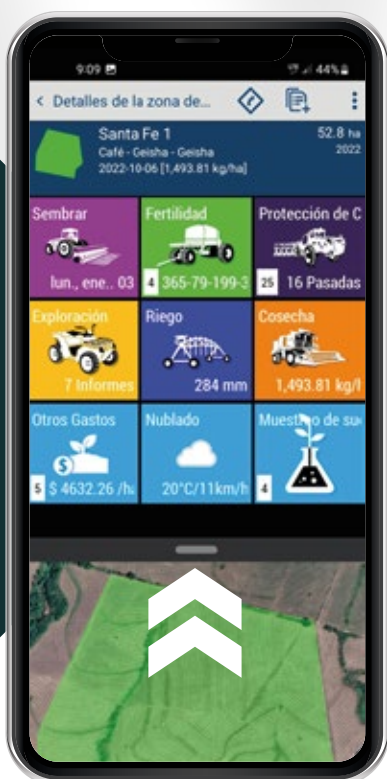 9:09 44%
< Detalles de la zona de...
Santa Fe 1 52.8 ha
Café - Geisha - Geisha 2022
2022-10-06 [1,493.81 kg/ha]
Sembrar
lun., ene.. 03
Fertilidad
4 365-79-199-3
Protección de C
25 16 Pasadas
Exploración
7 Informes
Riego
284 mm
Cosecha
1,493.81 kg/l
Otros Gastos
5 $ 4632.26 /h
Nublado
20°C/11km/h
Muestreo de su
4